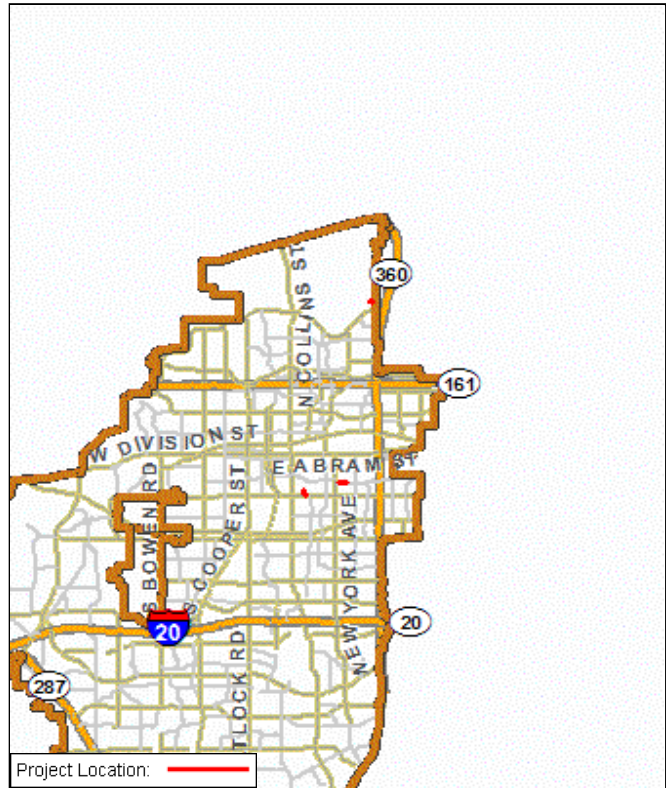 N COLLINS ST
360
161
W DIVISION ST
E ABRAM ST
S BOWEN RD
S COOPER ST
NEW YORK AVE
20
20
287
TLOCK RD
Project Location: